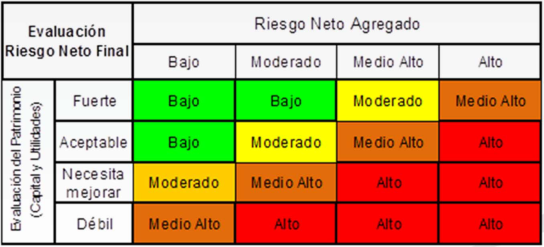 Evaluación
Riesgo Neto Final
Riesgo Neto Agregado
Bajo Moderado Medio Alto Alto
Evaluación del Patrimonio
(Capital y Utilidades)
Fuerte Bajo Bajo Moderado Medio Alto
Aceptable Bajo Moderado Medio Alto Alto
Necesita
mejorar Moderado Medio Alto Alto Alto
Débil Medio Alto Alto Alto Alto